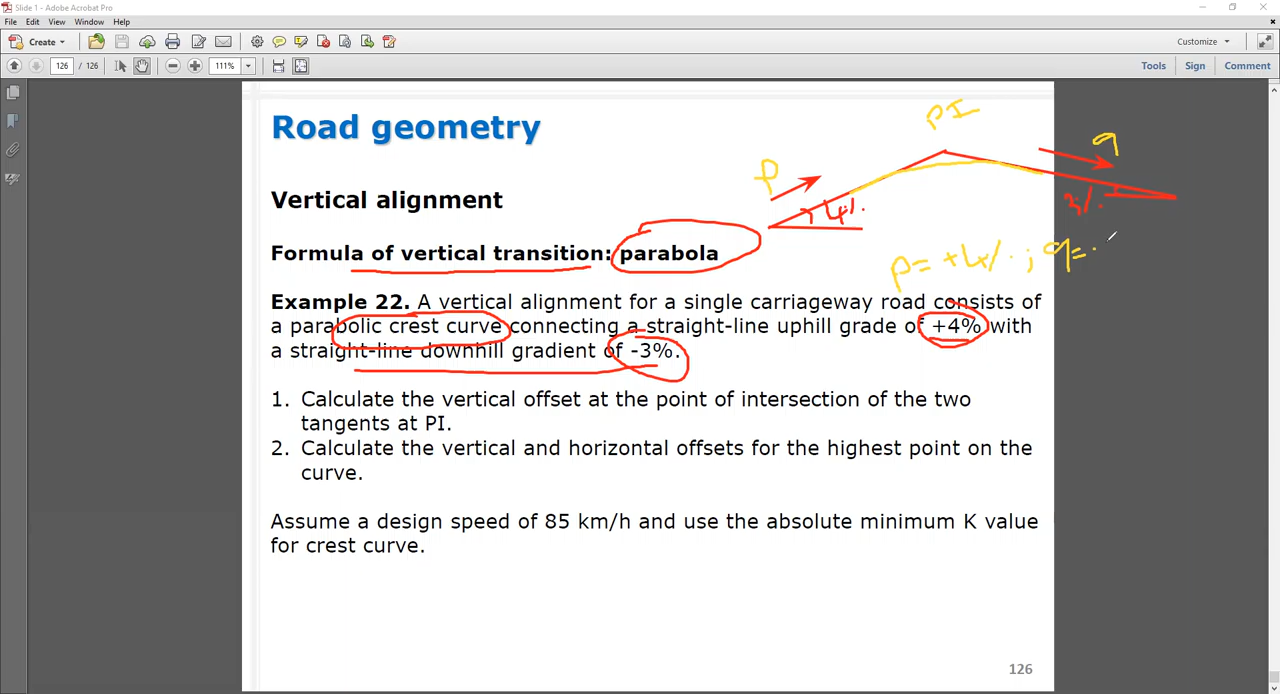 Slide 1 - Adobe Acrobat Pro
File Edit View Window Help
Create
Customize
126 / 126
111%
Tools Sign Comment
Road geometry
PI
q
P
4%.
3%.
Vertical alignment
Formula of vertical transition: parabola
P= +4%. ; q=
Example 22. A vertical alignment for a single carriageway road consists of
a parabolic crest curve connecting a straight-line uphill grade of +4% with
a straight-line downhill gradient of -3%.
1. Calculate the vertical offset at the point of intersection of the two
tangents at PI.
2. Calculate the vertical and horizontal offsets for the highest point on the
curve.
Assume a design speed of 85 km/h and use the absolute minimum K value
for crest curve.
126